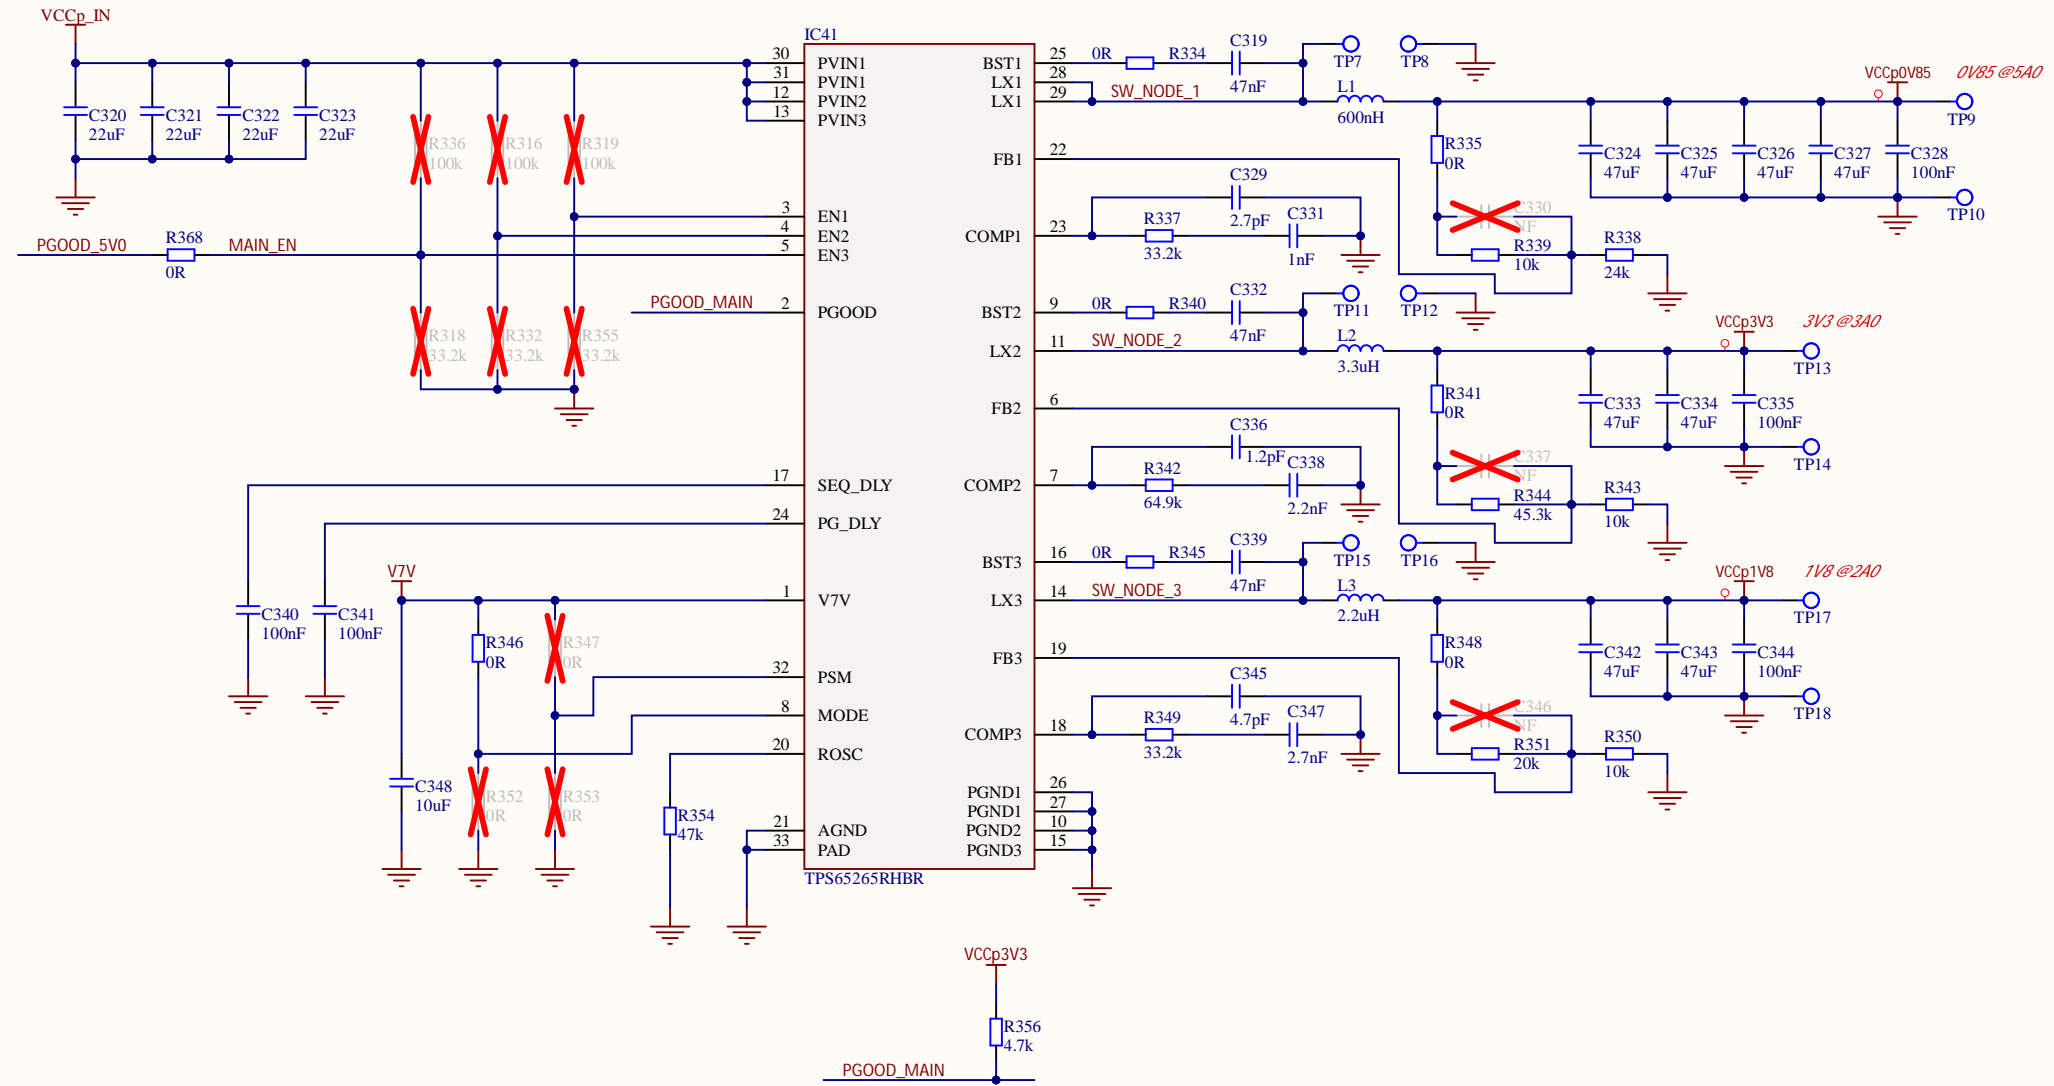 VCCp_IN
C320
22uF
C321
22uF
C322
22uF
C323
22uF
R336
100k
R316
100k
R319
100k
PGOOD_5V0
R368
0R
MAIN_EN
R318
33.2k
R332
33.2k
R355
33.2k
PGOOD_MAIN
V7V
C340
100nF
C341
100nF
R346
0R
R347
0R
C348
10uF
R352
0R
R353
0R
R354
47k
IC41
30 PVIN1
31 PVIN1
12 PVIN2
13 PVIN3
3 EN1
4 EN2
5 EN3
2 PGOOD
17 SEQ_DLY
24 PG_DLY
1 V7V
32 PSM
8 MODE
20 ROSC
21 AGND
33 PAD
BST1 25
LX1 28
LX1 29
FB1 22
COMP1 23
BST2 9
LX2 11
FB2 6
COMP2 7
BST3 16
LX3 14
FB3 19
COMP3 18
PGND1 26
PGND1 27
PGND2 10
PGND3 15
TPS65265RHBR
0R R334
C319
47nF
TP7
TP8
SW_NODE_1
L1
600nH
VCCp0V85
0V85 @5A0
TP9
R335
0R
C324
47uF
C325
47uF
C326
47uF
C327
47uF
C328
100nF
TP10
C329
2.7pF
R337
33.2k
C331
1nF
C330
NF
R339
10k
R338
24k
0R R340
C332
47nF
TP11
TP12
SW_NODE_2
L2
3.3uH
VCCp3V3
3V3 @3A0
TP13
R341
0R
C333
47uF
C334
47uF
C335
100nF
TP14
C336
1.2pF
R342
64.9k
C338
2.2nF
C337
NF
R344
45.3k
R343
10k
0R R345
C339
47nF
TP15
TP16
SW_NODE_3
L3
2.2uH
VCCp1V8
1V8 @2A0
TP17
R348
0R
C342
47uF
C343
47uF
C344
100nF
TP18
C345
4.7pF
R349
33.2k
C347
2.7nF
C346
NF
R351
20k
R350
10k
VCCp3V3
R356
4.7k
PGOOD_MAIN